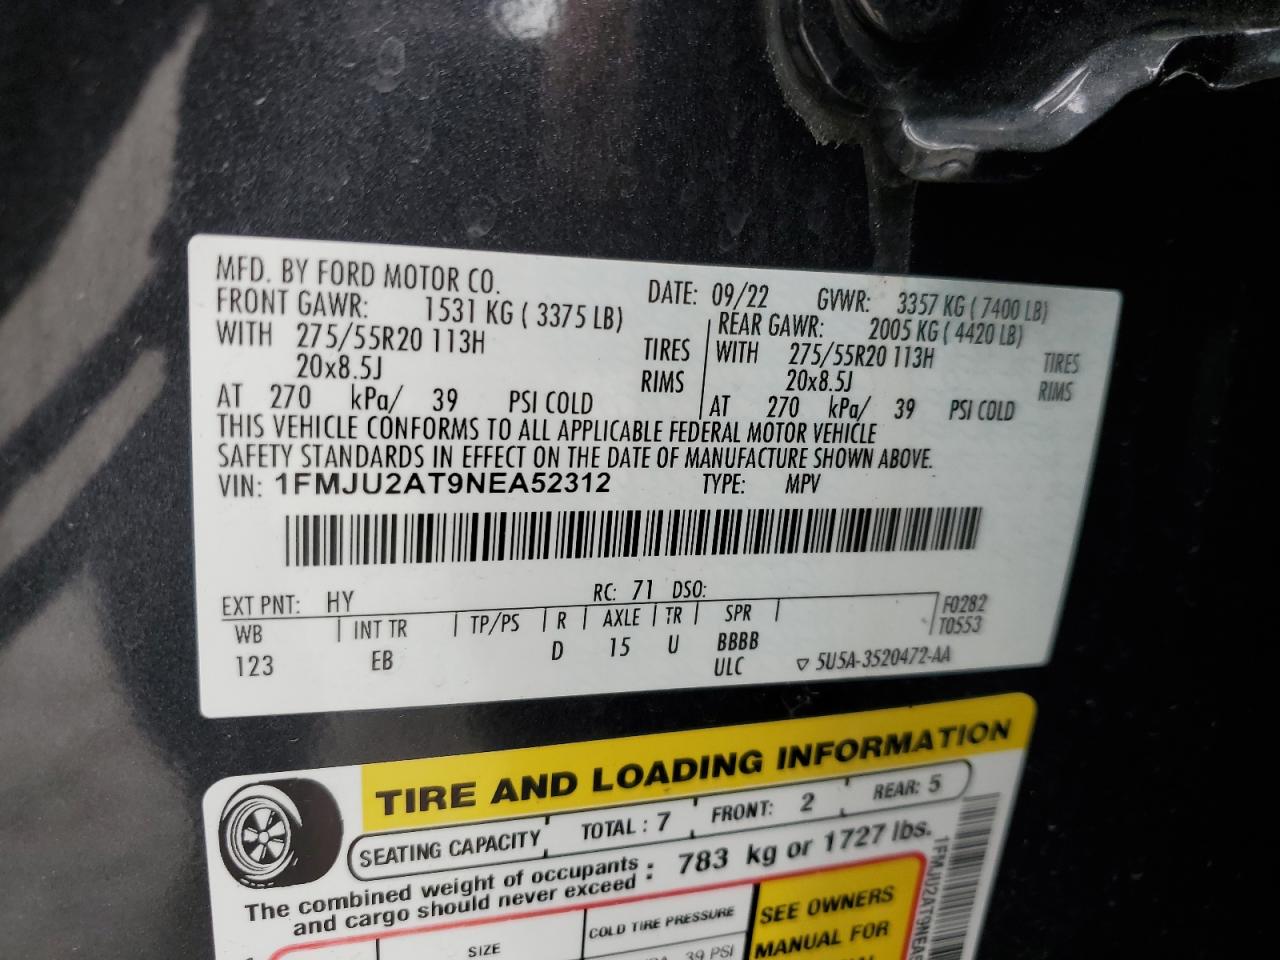 MFD. BY FORD MOTOR CO.
DATE: 09/22 GVWR: 3357 KG ( 7400 LB)
FRONT GAWR: 1531 KG ( 3375 LB)
REAR GAWR: 2005 KG ( 4420 LB)
WITH 275/55R20 113H TIRES
WITH 275/55R20 113H TIRES
20x8.5J RIMS
20x8.5J RIMS
AT 270 kPa/ 39 PSI COLD
AT 270 kPa/ 39 PSI COLD
THIS VEHICLE CONFORMS TO ALL APPLICABLE FEDERAL MOTOR VEHICLE
SAFETY STANDARDS IN EFFECT ON THE DATE OF MANUFACTURE SHOWN ABOVE.
VIN: 1FMJU2AT9NEA52312 TYPE: MPV
EXT PNT: HY RC: 71 DSO:
WB INT TR TP/PS R AXLE TR SPR F0282
T0553
123 EB D 15 U BBBB
ULC 5U5A-3520472-AA
TIRE AND LOADING INFORMATION
SEATING CAPACITY TOTAL : 7 FRONT: 2 REAR: 5
The combined weight of occupants
and cargo should never exceed : 783 kg or 1727 lbs.
SIZE COLD TIRE PRESSURE
39 PSI
SEE OWNERS
MANUAL FOR